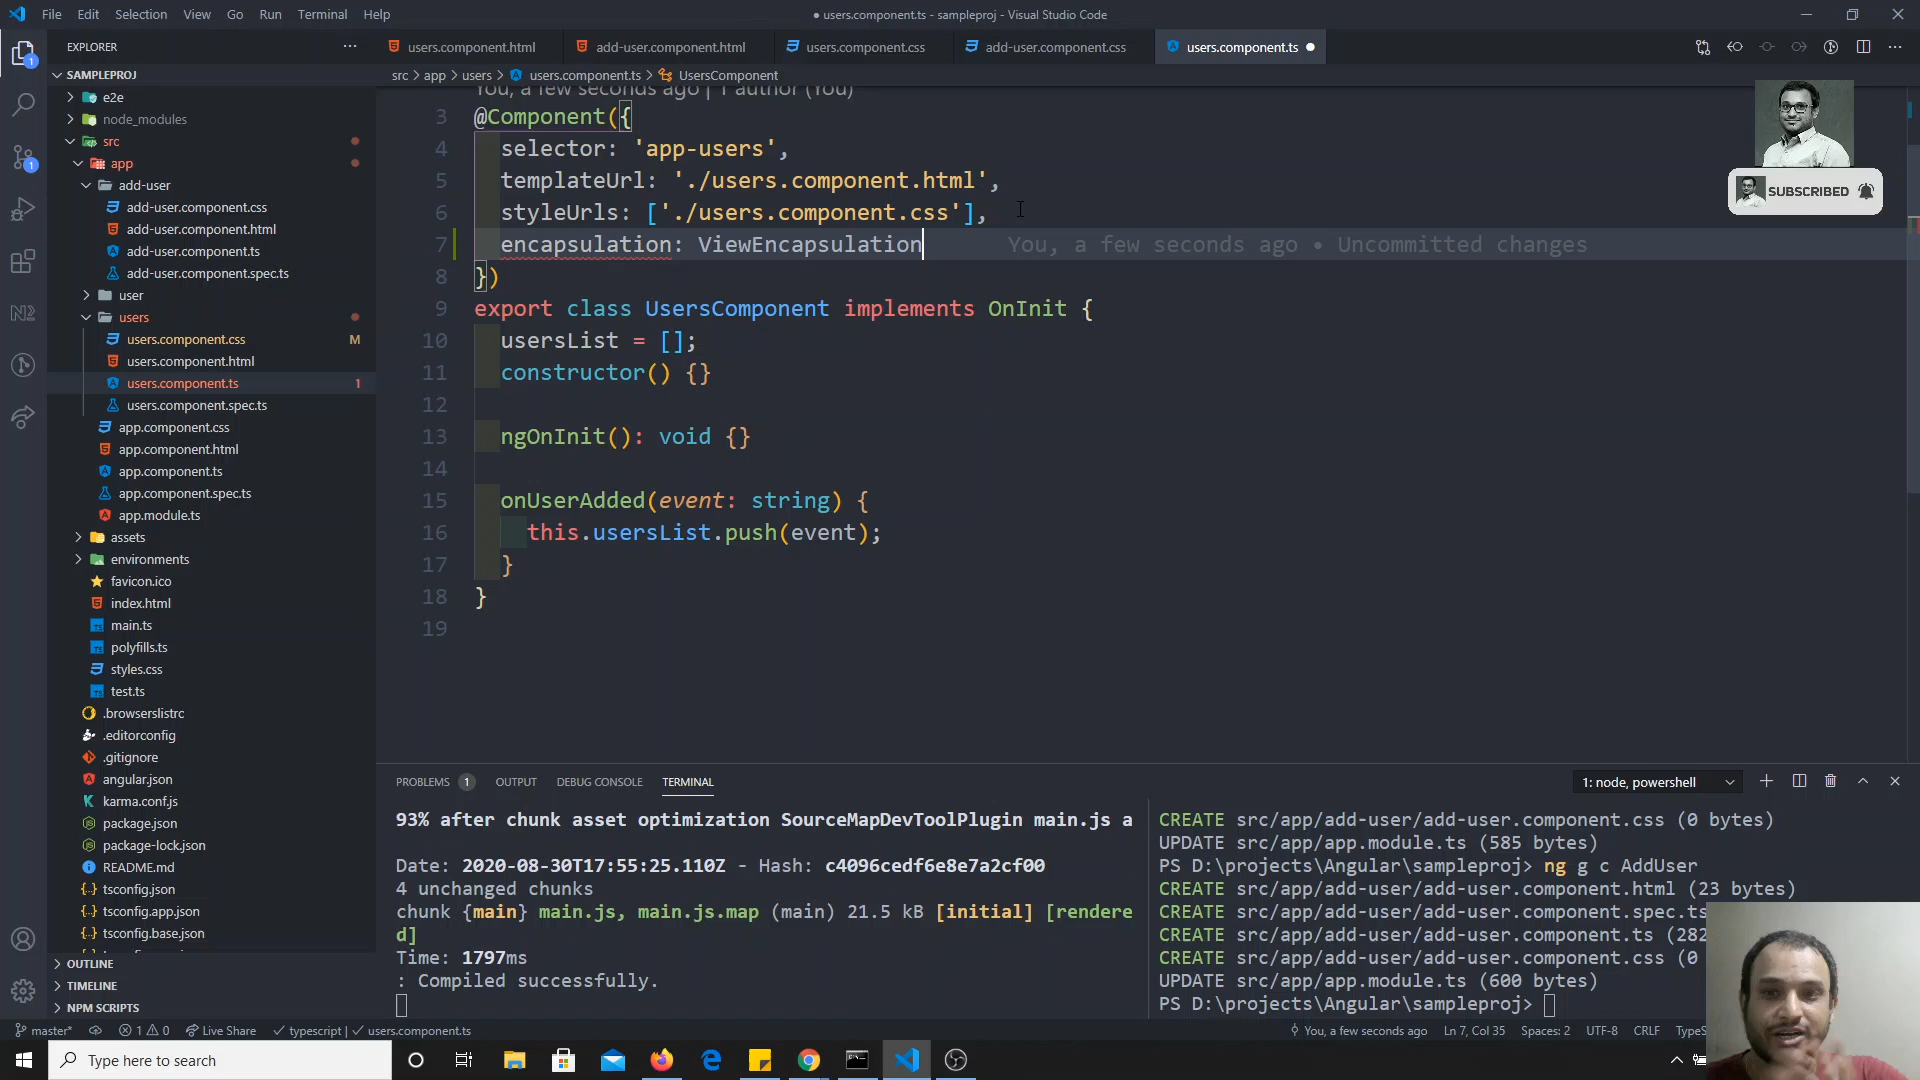 File Edit Selection View Go Run Terminal Help
● users.component.ts - sampleproj - Visual Studio Code
EXPLORER
users.component.html
add-user.component.html
users.component.css
add-user.component.css
users.component.ts
SAMPLEPROJ
src > app > users > users.component.ts > UsersComponent
e2e
node_modules
src
app
add-user
add-user.component.css
add-user.component.html
add-user.component.ts
add-user.component.spec.ts
user
users
users.component.css M
users.component.html
users.component.ts 1
users.component.spec.ts
app.component.css
app.component.html
app.component.ts
app.component.spec.ts
app.module.ts
assets
environments
favicon.ico
index.html
main.ts
polyfills.ts
styles.css
test.ts
.browserslistrc
.editorconfig
.gitignore
angular.json
karma.conf.js
package.json
package-lock.json
README.md
tsconfig.json
tsconfig.app.json
tsconfig.base.json
OUTLINE
TIMELINE
NPM SCRIPTS
You, a few seconds ago | 1 author (You)
3 @Component({
4 selector: 'app-users',
5 templateUrl: './users.component.html',
6 styleUrls: ['./users.component.css'],
7 encapsulation: ViewEncapsulation You, a few seconds ago • Uncommitted changes
8 })
9 export class UsersComponent implements OnInit {
10 usersList = [];
11 constructor() {}
12
13 ngOnInit(): void {}
14
15 onUserAdded(event: string) {
16 this.usersList.push(event);
17 }
18 }
19
SUBSCRIBED
PROBLEMS 1 OUTPUT DEBUG CONSOLE TERMINAL
1: node, powershell
93% after chunk asset optimization SourceMapDevToolPlugin main.js a
Date: 2020-08-30T17:55:25.110Z - Hash: c4096cedf6e8e7a2cf00
4 unchanged chunks
chunk {main} main.js, main.js.map (main) 21.5 kB [initial] [rendere
d]
Time: 1797ms
: Compiled successfully.
CREATE src/app/add-user/add-user.component.css (0 bytes)
UPDATE src/app/app.module.ts (585 bytes)
PS D:\projects\Angular\sampleproj> ng g c AddUser
CREATE src/app/add-user/add-user.component.html (23 bytes)
CREATE src/app/add-user/add-user.component.spec.ts
CREATE src/app/add-user/add-user.component.ts (282
CREATE src/app/add-user/add-user.component.css (0
UPDATE src/app/app.module.ts (600 bytes)
PS D:\projects\Angular\sampleproj>
master* 1 0 Live Share typescript | users.component.ts
You, a few seconds ago Ln 7, Col 35 Spaces: 2 UTF-8 CRLF TypeS
Type here to search